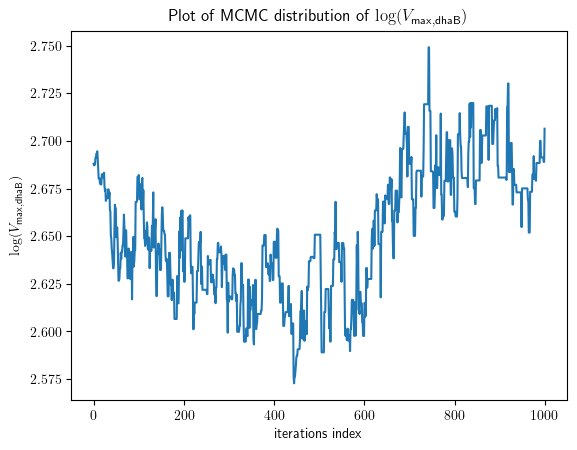 Plot of MCMC distribution of log(V_max,dhaB)
log(V_max,dhaB)
2.750
2.725
2.700
2.675
2.650
2.625
2.600
2.575
0 200 400 600 800 1000
iterations index